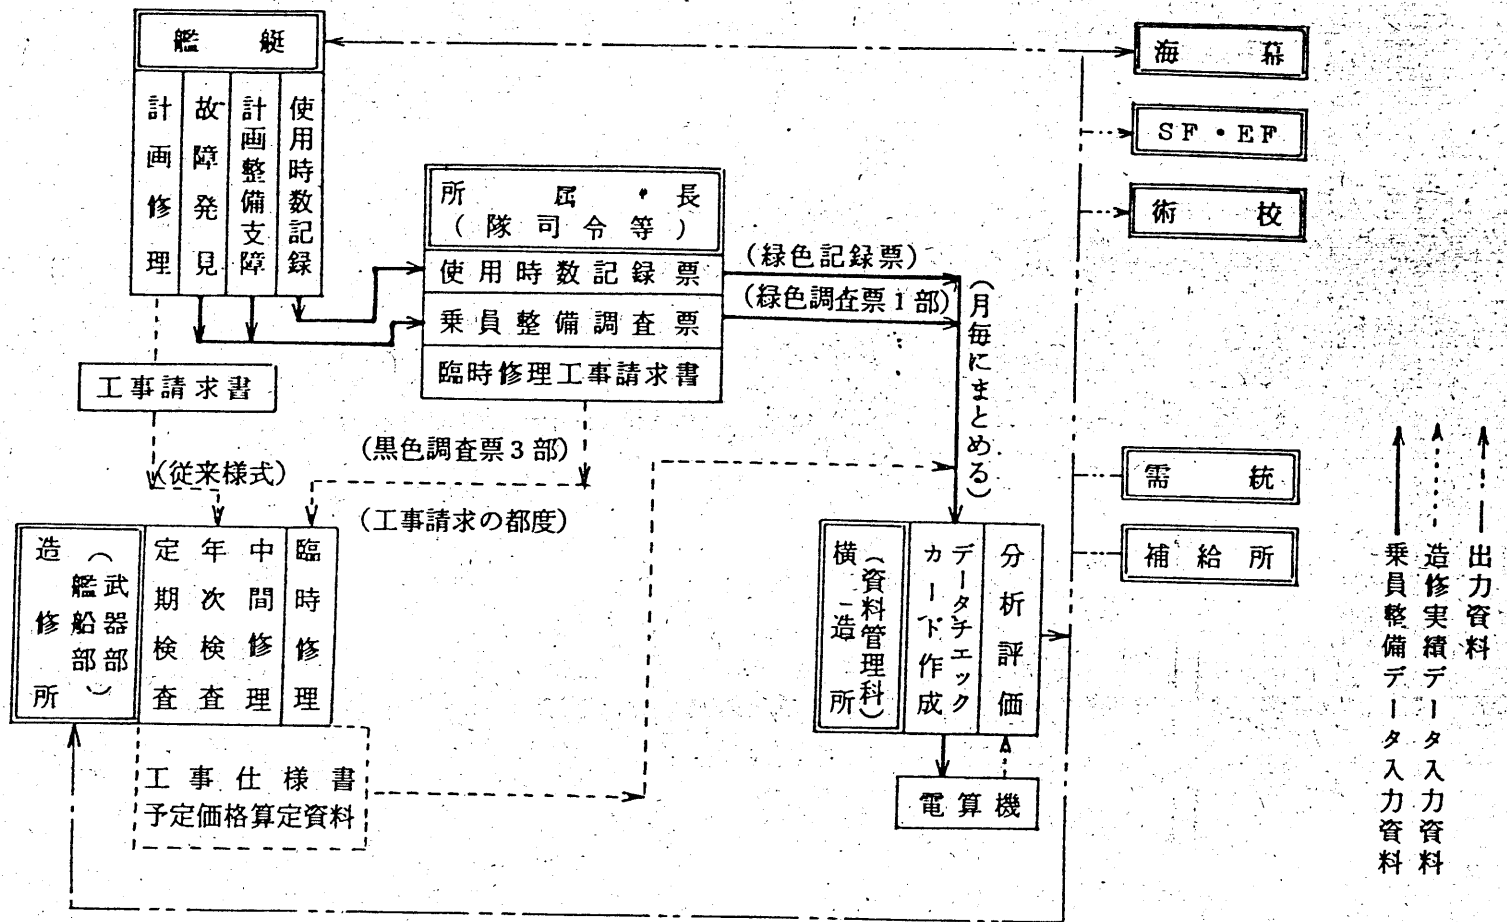 艦艇
計画修理
故障発見
計画整備支障
使用時数記録
所属長
(隊司令等)
使用時数記録票
乗員整備調査票
臨時修理工事請求書
(緑色記録票)
(緑色調査票1部)
(月毎にまとめる)
海幕
SF・EF
術校
需統
補給所
工事請求書
(従来様式)
(黒色調査票3部)
(工事請求の都度)
造修所
(武器部
艦船部)
定期検査
年次検査
中間修理
臨時修理
工事仕様書
予定価格算定資料
横造所
(資料管理科)
データチエック
カード作成
分析評価
電算機
出力資料
造修実績データ入力資料
乗員整備データ入力資料